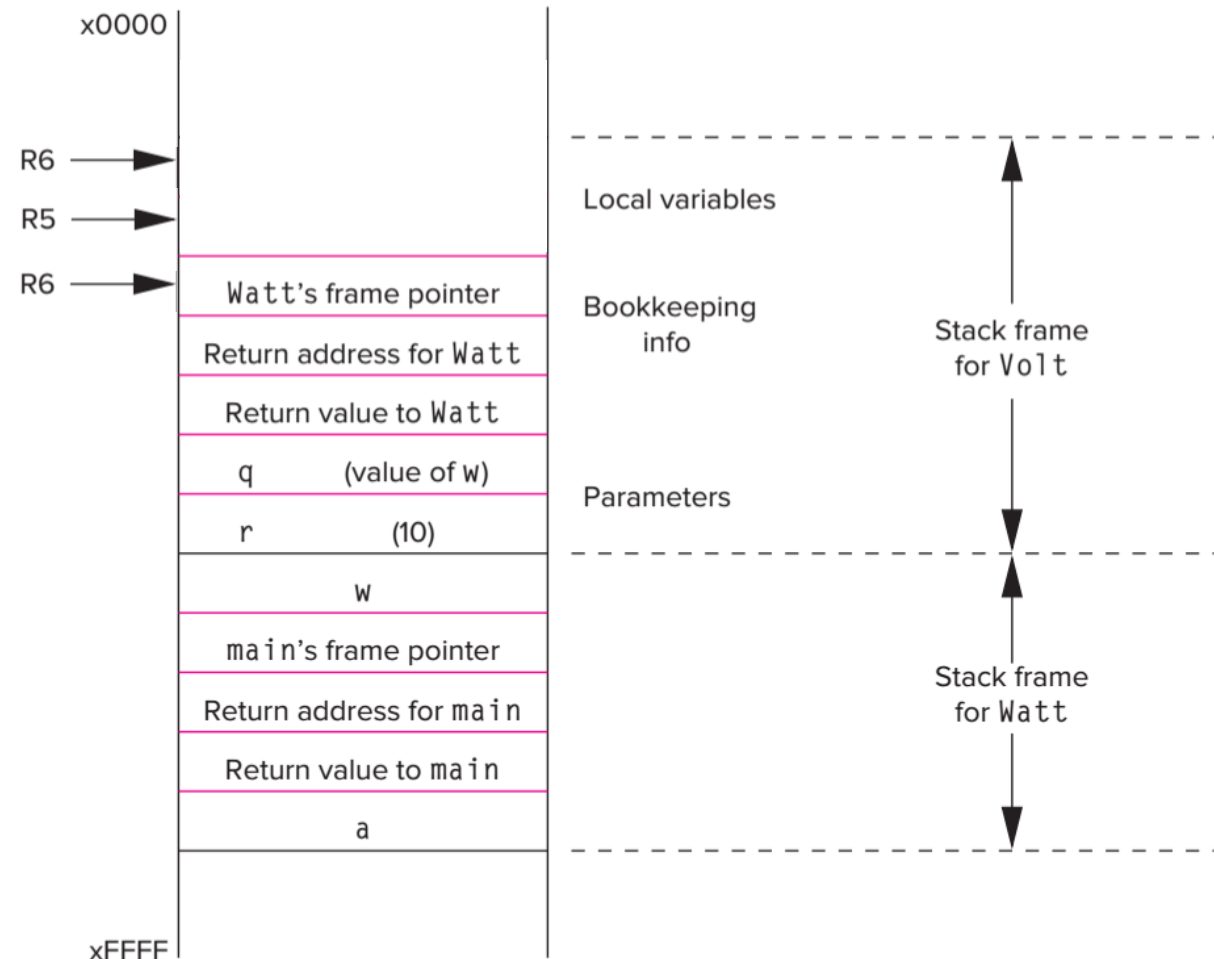 x0000
R6
Local variables
R5
R6
Watt's frame pointer
Bookkeeping
info
Stack frame
for Volt
Return address for Watt
Return value to Watt
q (value of w)
Parameters
r (10)
w
main's frame pointer
Stack frame
for Watt
Return address for main
Return value to main
a
xFFFF